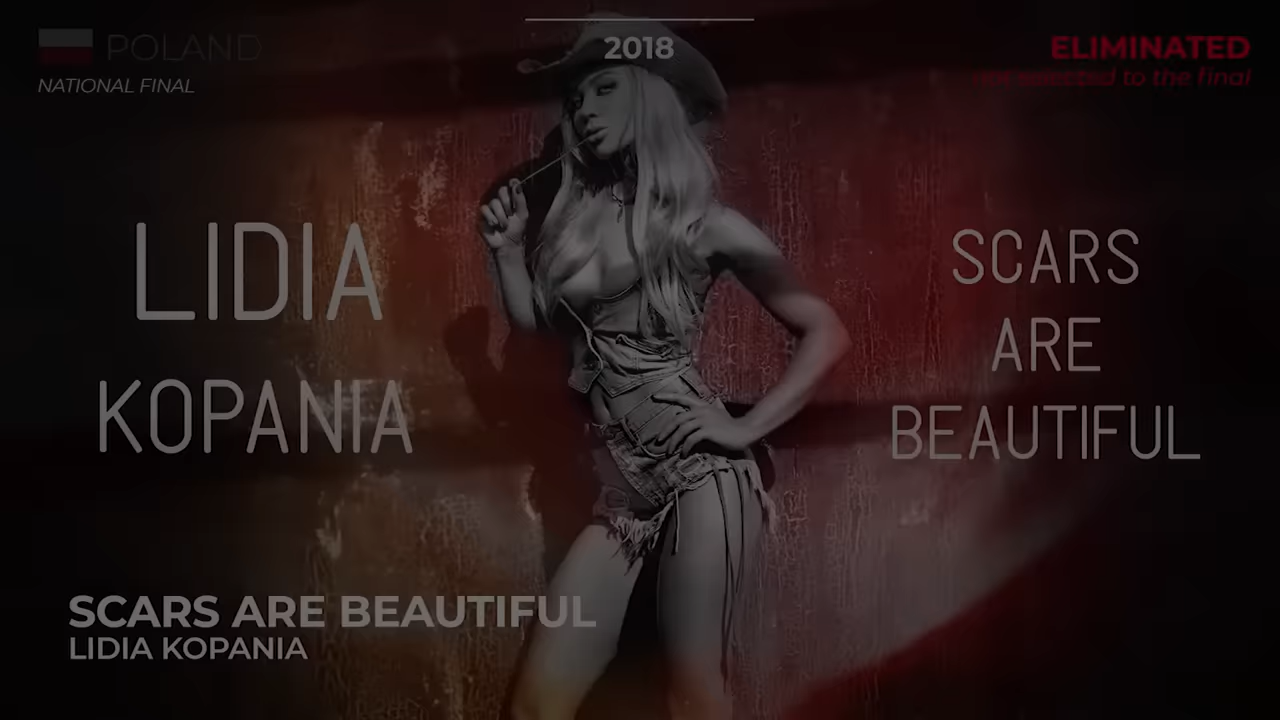 POLAND
NATIONAL FINAL
2018
ELIMINATED
not selected to the final
LIDIA
KOPANIA
SCARS
ARE
BEAUTIFUL
SCARS ARE BEAUTIFUL
LIDIA KOPANIA